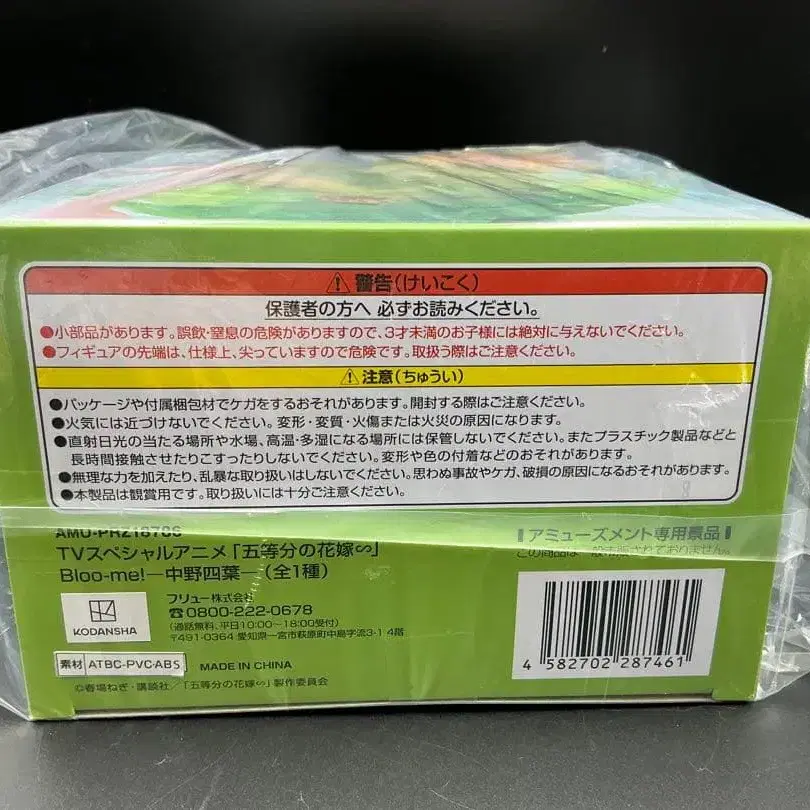 ⚠警告(けいこく)
保護者の方へ 必ずお読みください。
●小部品があります。誤飲・窒息の危険がありますので、3才未満のお子様には絶対に与えないでください。
●フィギュアの先端は、仕様上、尖っていますので危険です。取扱う際はご注意ください。
⚠注意(ちゅうい)
●パッケージや付属梱包材でケガをするおそれがあります。開封する際はご注意ください。
●火気には近づけないでください。変形・変質・火傷または火災の原因になります。
●直射日光の当たる場所や水場、高温・多湿になる場所には保管しないでください。またプラスチック製品などと
長時間接触させたりこすったりしないでください。変形や色の付着などのおそれがあります。
●無理な力を加えたり、乱暴な取り扱いはしないでください。思わぬ事故やケガ、破損の原因になるおそれがあります。
●本製品は観賞用です。取り扱いには十分ご注意ください。
AMU-PRZ18786
TVスペシャルアニメ「五等分の花嫁∽」
Bloo-me!―中野四葉―(全1種)
KODANSHA
フリュー株式会社
☎0800-222-0678
(通話無料、平日10:00〜18:00受付)
〒491-0364 愛知県一宮市萩原町中島字流3-1 4階
素材 ATBC-PVC・ABS
MADE IN CHINA
©春場ねぎ・講談社/「五等分の花嫁∽」製作委員会
アミューズメント専用景品
この商品は一般市販されておりません。
4 582702 287461